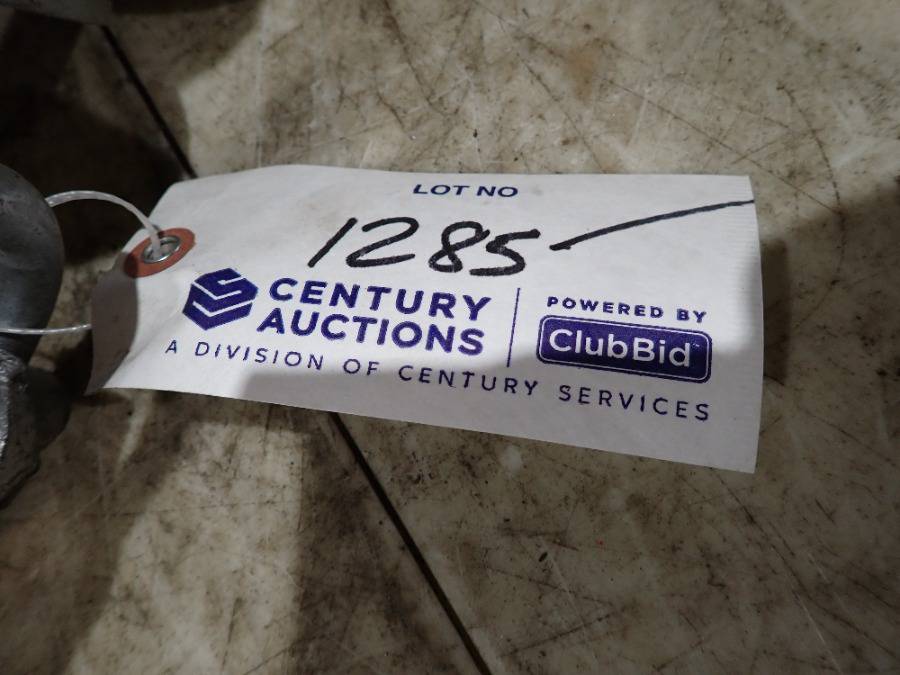 LOT NO
1285
CENTURY
AUCTIONS
A DIVISION OF CENTURY SERVICES
POWERED BY
ClubBid